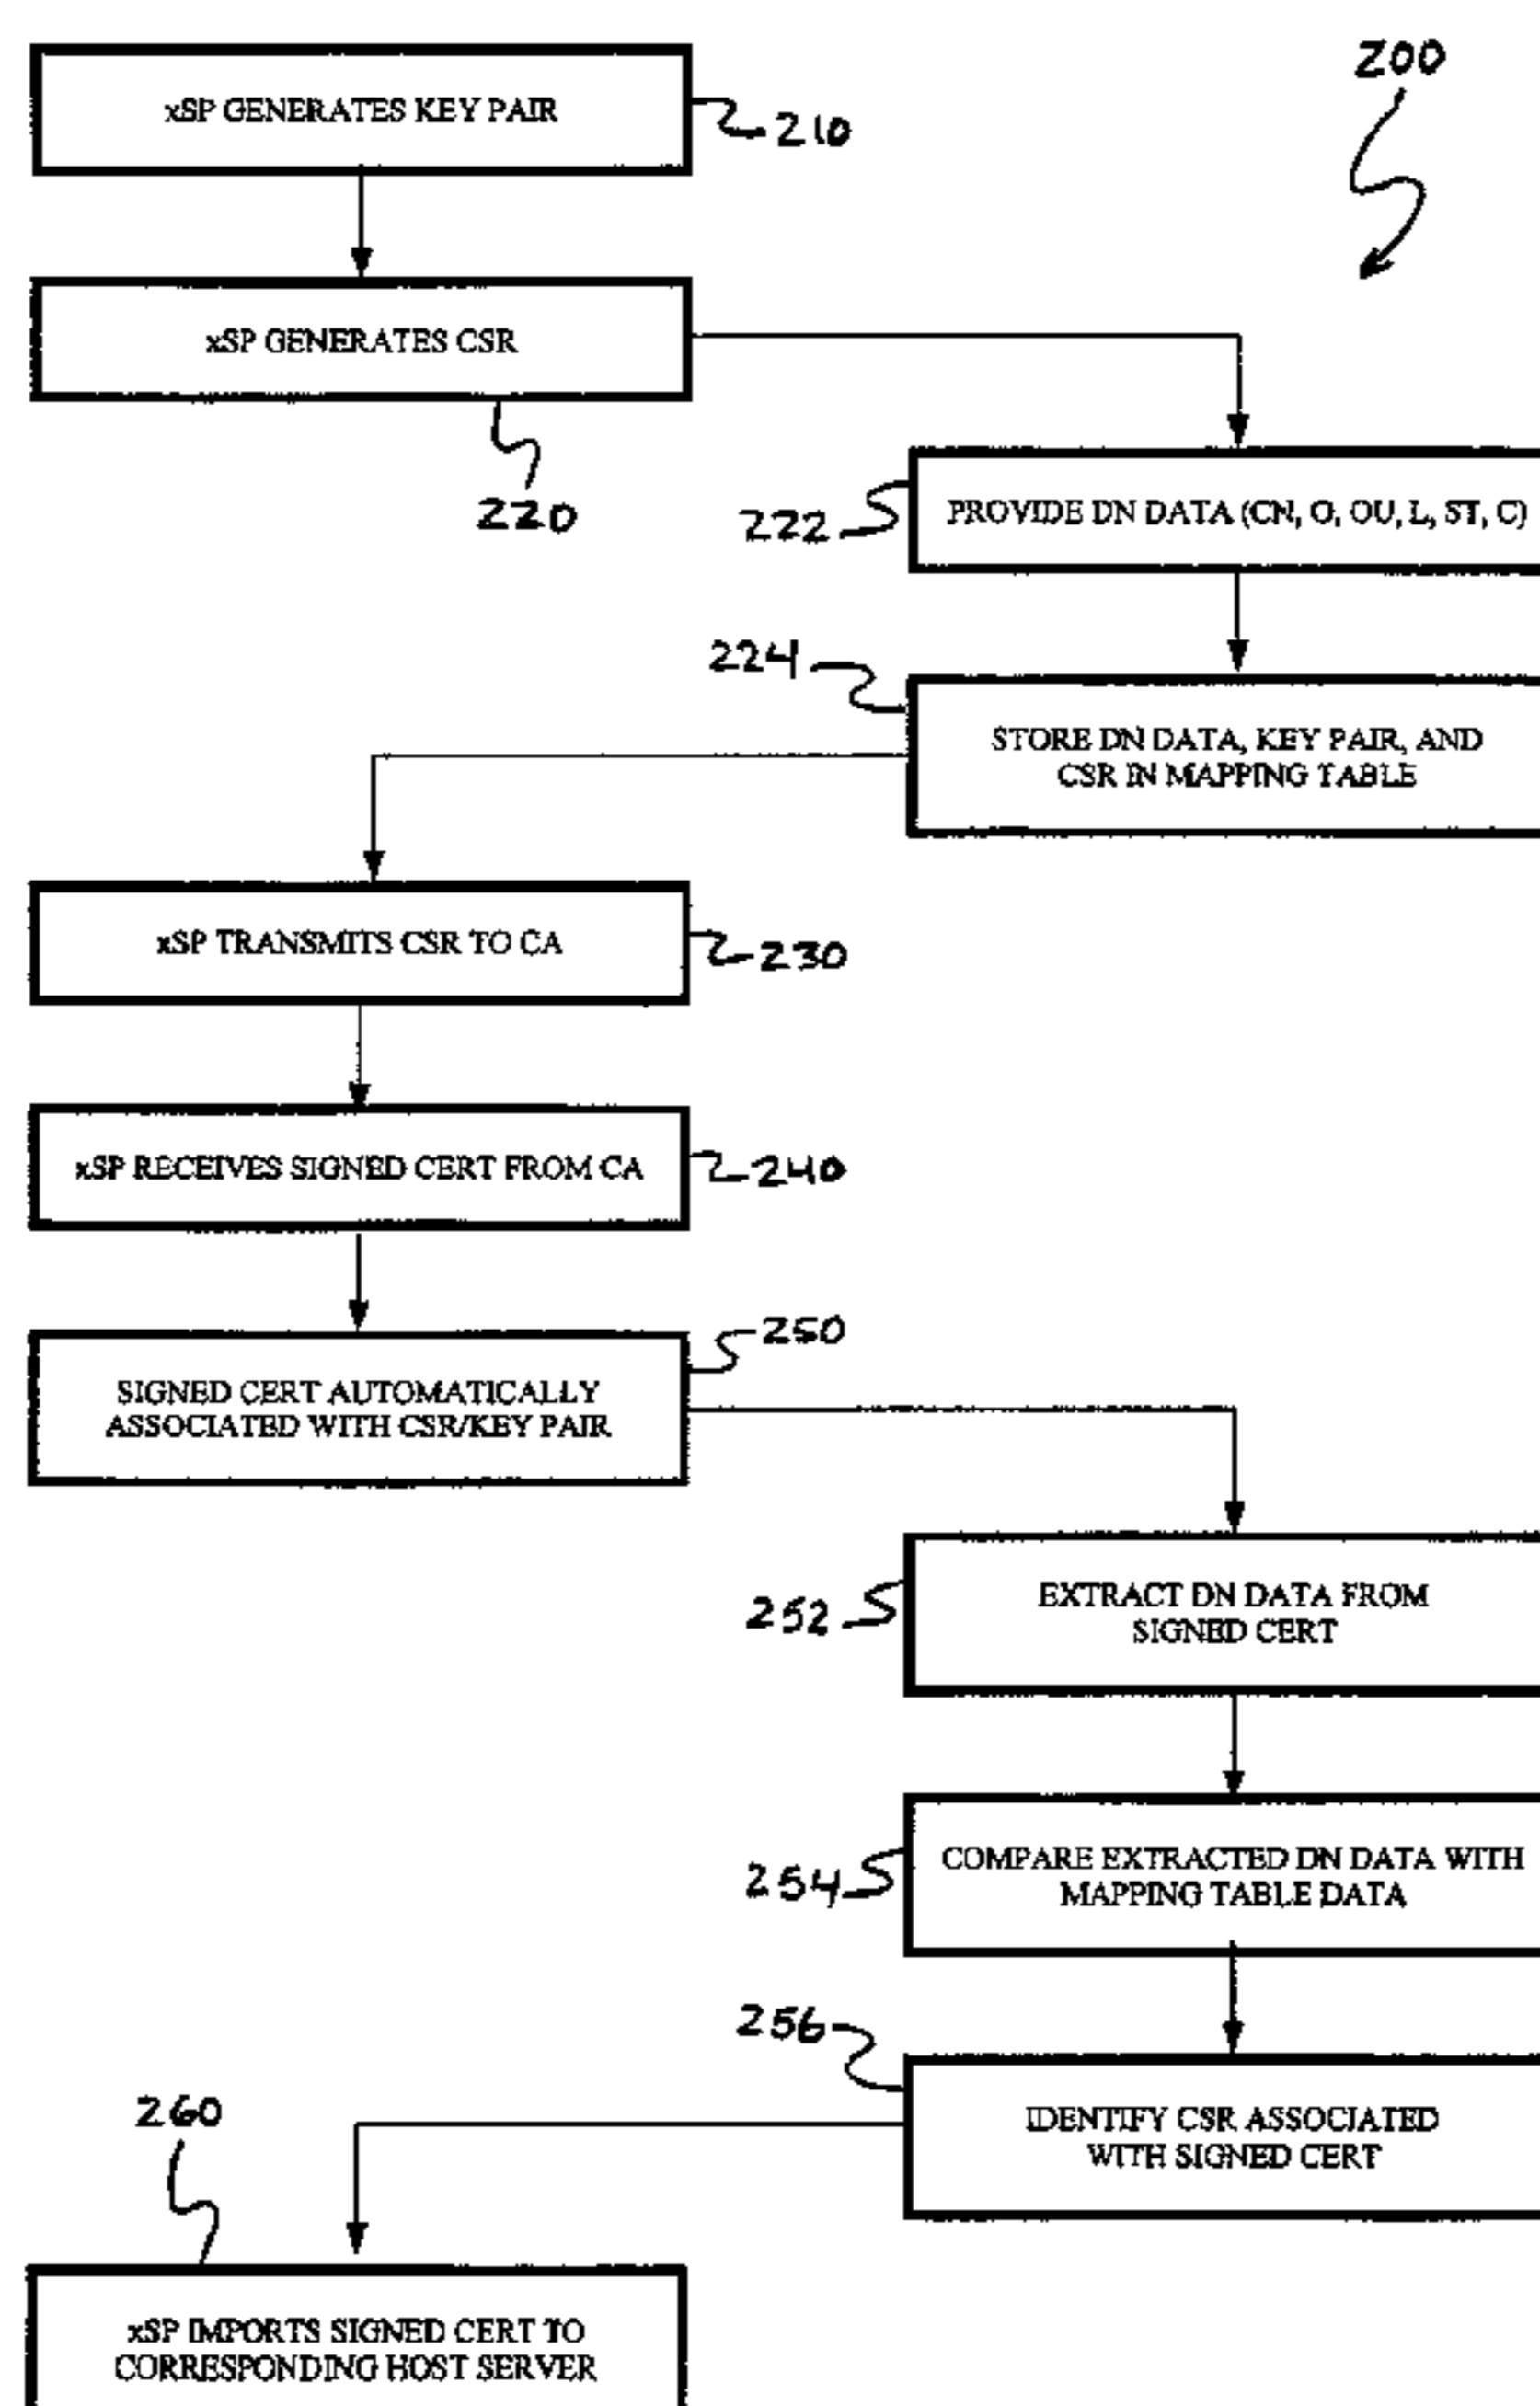 200
xSP GENERATES KEY PAIR
210
xSP GENERATES CSR
220
222
PROVIDE DN DATA (CN, O, OU, L, ST, C)
224
STORE DN DATA, KEY PAIR, AND
CSR IN MAPPING TABLE
xSP TRANSMITS CSR TO CA
230
xSP RECEIVES SIGNED CERT FROM CA
240
250
SIGNED CERT AUTOMATICALLY
ASSOCIATED WITH CSR/KEY PAIR
252
EXTRACT DN DATA FROM
SIGNED CERT
254
COMPARE EXTRACTED DN DATA WITH
MAPPING TABLE DATA
256
IDENTIFY CSR ASSOCIATED
WITH SIGNED CERT
260
xSP IMPORTS SIGNED CERT TO
CORRESPONDING HOST SERVER